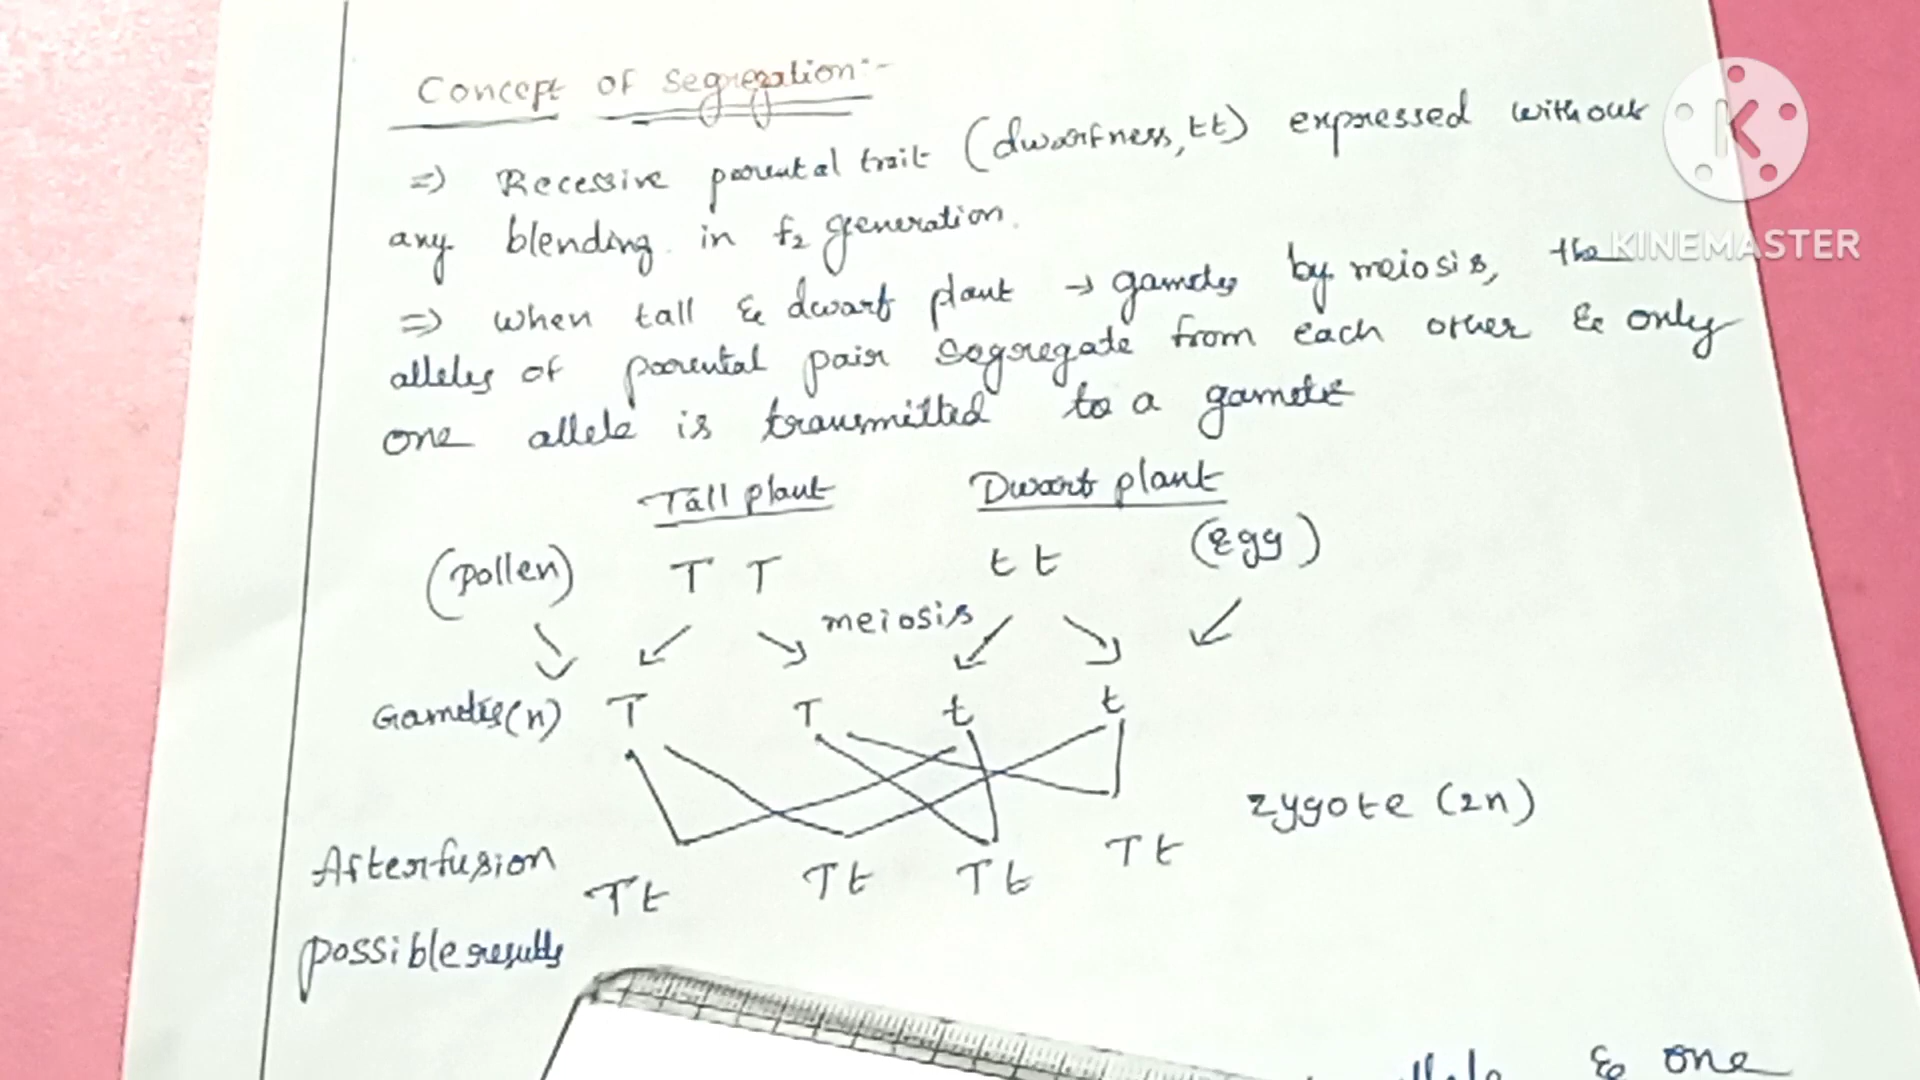 Concept of Segregation:-
=> Recessive parental trait (dwarfness, tt) expressed without
any blending in f2 generation.
=> When tall & dwarf plant → gametes by meiosis, the
alleles of parental pair segregate from each other & only
one allele is transmitted to a gamete
Tall plant Dwarf plant
(pollen) T T t t (Egg)
meiosis
Gametes(n) T T t t
zygote (2n)
After fusion Tt Tt Tt Tt
possible results
allele & one
K
KINEMASTER